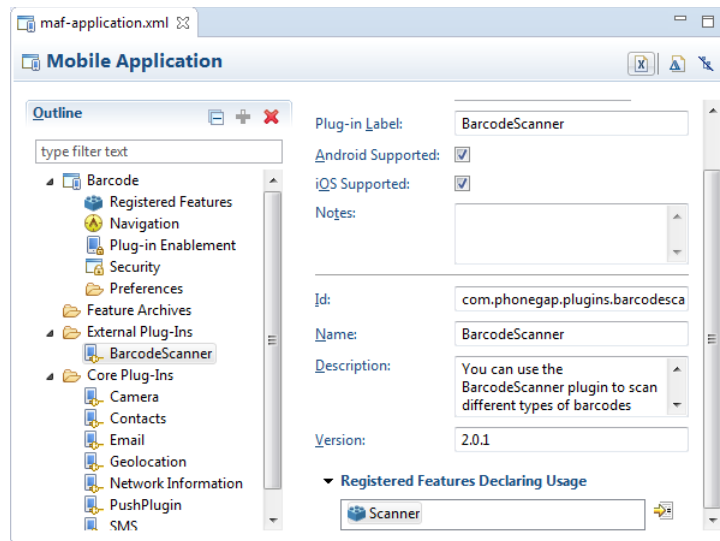 maf-application.xml
Mobile Application
Outline
type filter text
Barcode
Registered Features
Navigation
Plug-in Enablement
Security
Preferences
Feature Archives
External Plug-Ins
BarcodeScanner
Core Plug-Ins
Camera
Contacts
Email
Geolocation
Network Information
PushPlugin
SMS
Plug-in Label: BarcodeScanner
Android Supported:
iOS Supported:
Notes:
Id: com.phonegap.plugins.barcodesca
Name: BarcodeScanner
Description: You can use the
BarcodeScanner plugin to scan
different types of barcodes
Version: 2.0.1
Registered Features Declaring Usage
Scanner